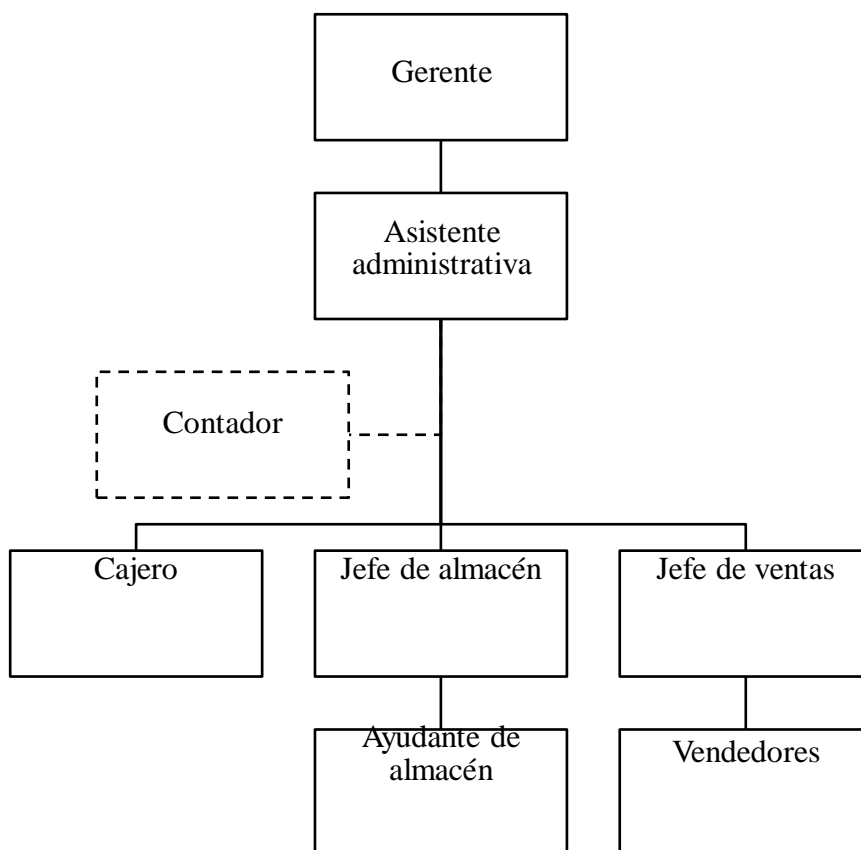 Gerente
Asistente
administrativa
Contador
Cajero
Jefe de almacén
Jefe de ventas
Ayudante de
almacén
Vendedores